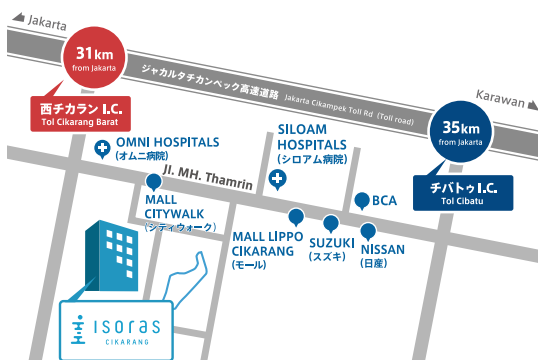 Jakarta
31km
from Jakarta
西チカラン I.C.
Tol Cikarang Barat
ジャカルタチカンペック高速道路 Jakarta Cikampek Toll Rd (Toll road)
Karawan
35km
from Jakarta
チバトゥ I.C.
Tol Cibatu
OMNI HOSPITALS
(オムニ病院)
SILOAM
HOSPITALS
(シロアム病院)
Jl. MH. Thamrin
MALL
CITYWALK
(シティウォーク)
BCA
MALL LIPPO
CIKARANG
(モール)
SUZUKI
(スズキ)
NISSAN
(日産)
isoras
CIKARANG